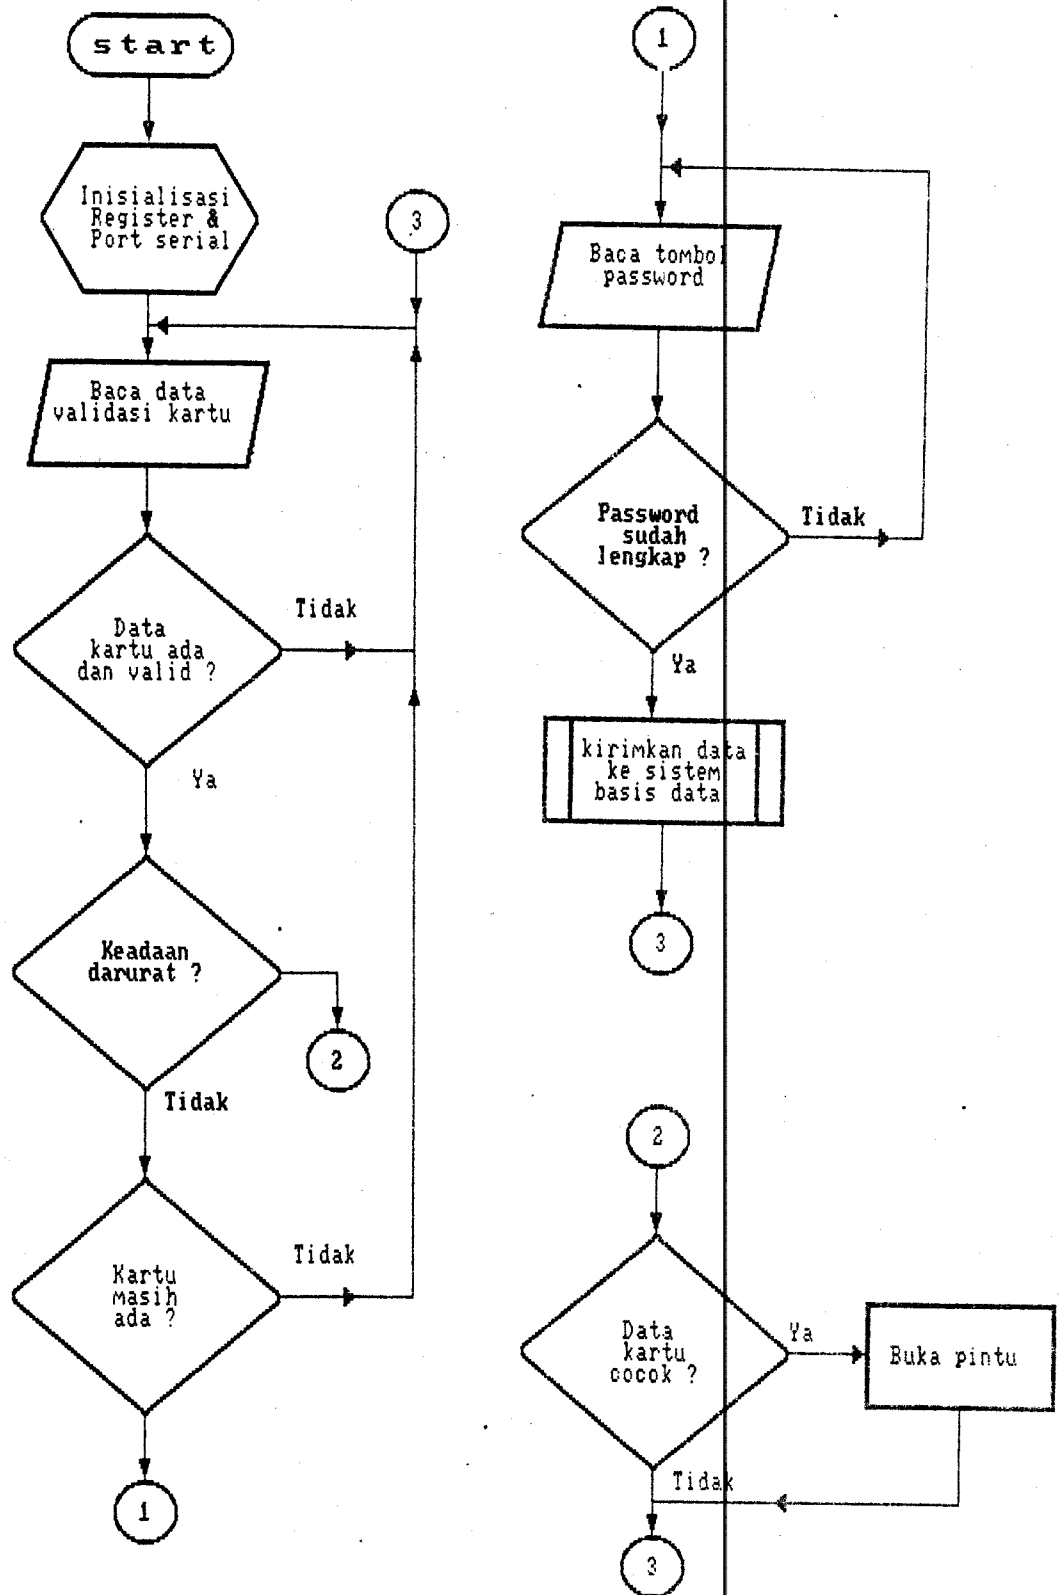 start
Inisialisasi
Register &
Port serial
3
Baca data
validasi kartu
Data
kartu ada
dan valid ?
Tidak
Ya
Keadaan
darurat ?
2
Tidak
Kartu
masih
ada ?
Tidak
1
1
Baca tombol
password
Password
sudah
lengkap ?
Tidak
Ya
kirimkan data
ke sistem
basis data
3
2
Data
kartu
cocok ?
Ya
Buka pintu
Tidak
3